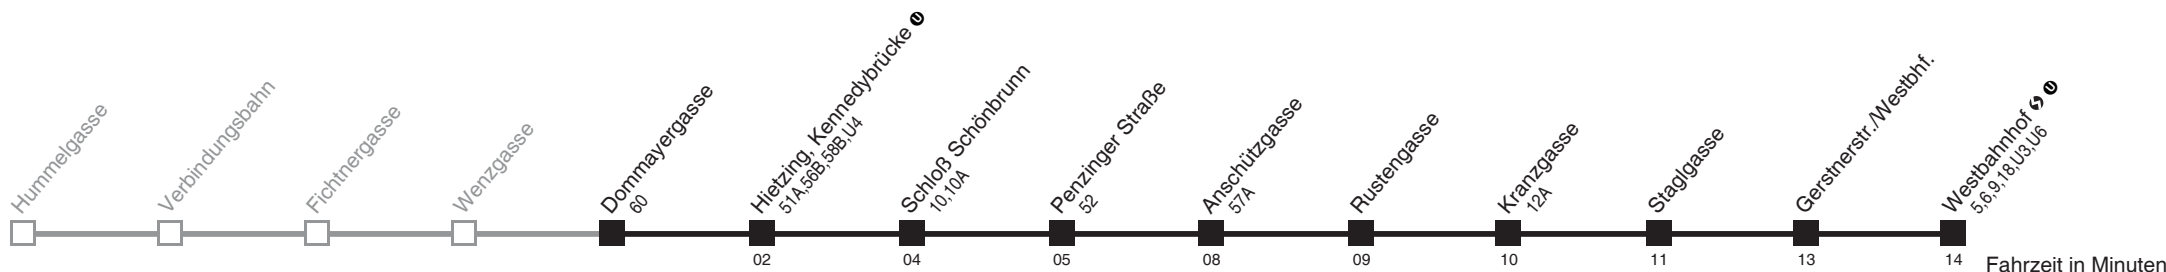 Hummelgasse
Verbindungsbahn
Fichtnergasse
Wenzgasse
Dommayergasse
60
Hietzing, Kennedybrücke U
51A,56B,58B,U4
Schloß Schönbrunn
10,10A
Penzinger Straße
52
Anschützgasse
57A
Rustengasse
Kranzgasse
12A
Staglgasse
Gerstnerstr./Westbhf.
Westbahnhof S U
5,6,9,18,U3,U6
02 04 05 08 09 10 11 13 14 Fahrzeit in Minuten